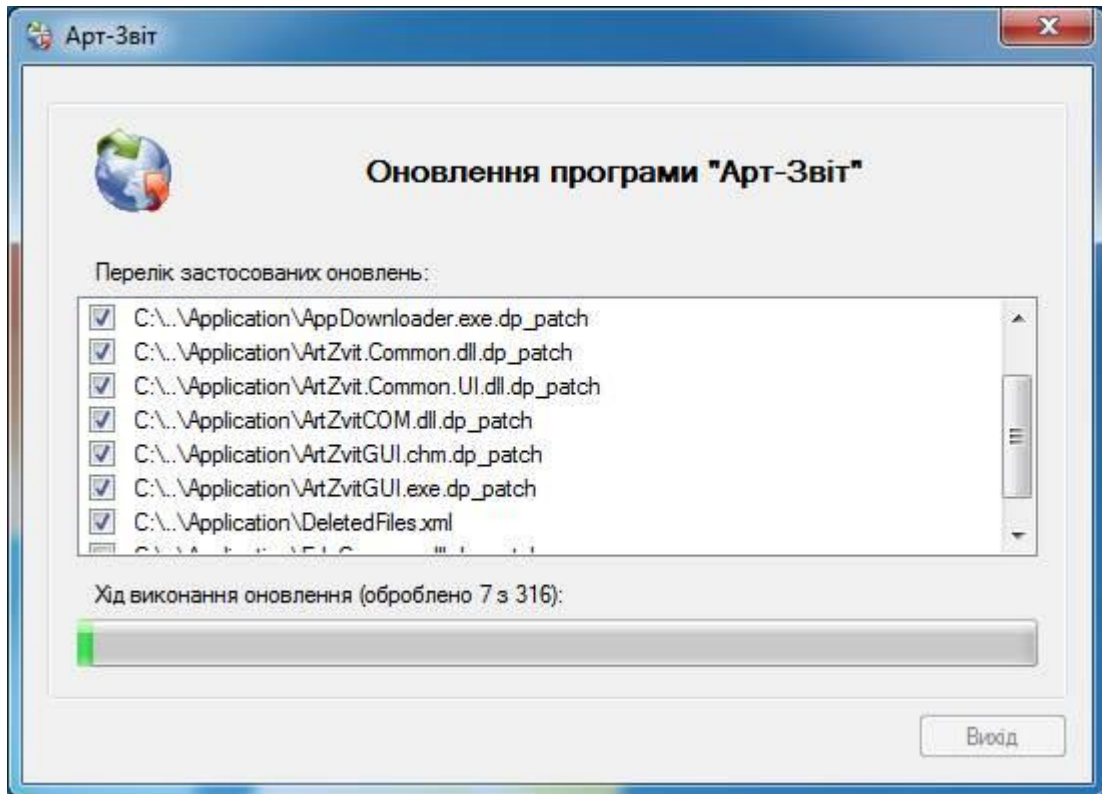 Арт-Звіт
Оновлення програми "Арт-Звіт"
Перелік застосованих оновлень:
C:\..\Application\AppDownloader.exe.dp_patch
C:\..\Application\ArtZvit.Common.dll.dp_patch
C:\..\Application\ArtZvit.Common.UI.dll.dp_patch
C:\..\Application\ArtZvitCOM.dll.dp_patch
C:\..\Application\ArtZvitGUI.chm.dp_patch
C:\..\Application\ArtZvitGUI.exe.dp_patch
C:\..\Application\DeletedFiles.xml
Хід виконання оновлення (оброблено 7 з 316):
Вихід